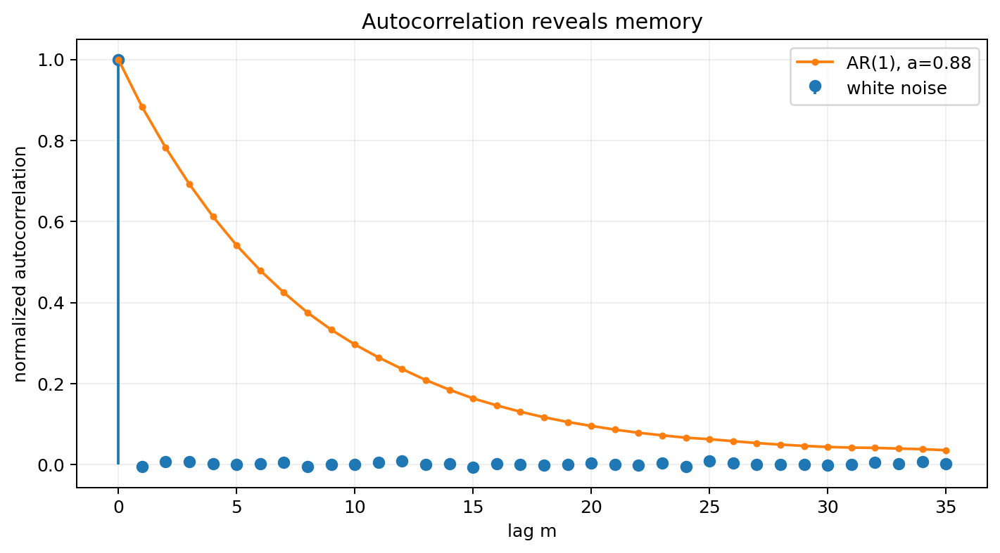 Autocorrelation reveals memory
AR(1), a=0.88
white noise
normalized autocorrelation
1.0
0.8
0.6
0.4
0.2
0.0
0 5 10 15 20 25 30 35
lag m